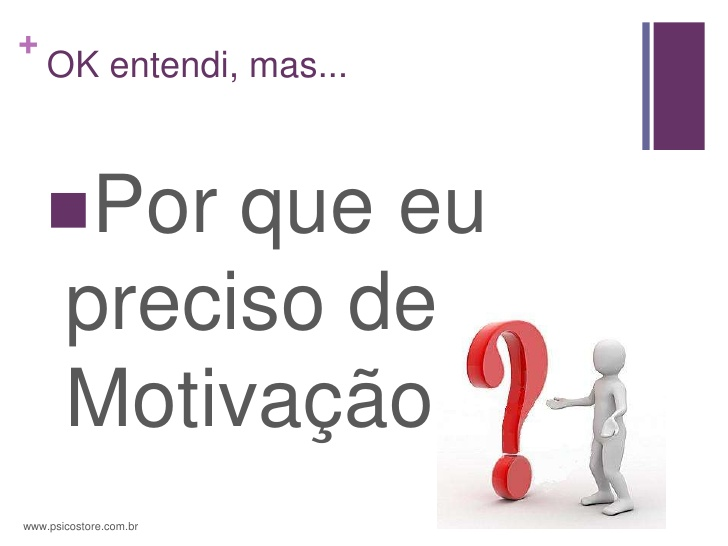 +
OK entendi, mas...
Por que eu
preciso de
Motivação
www.psicostore.com.br